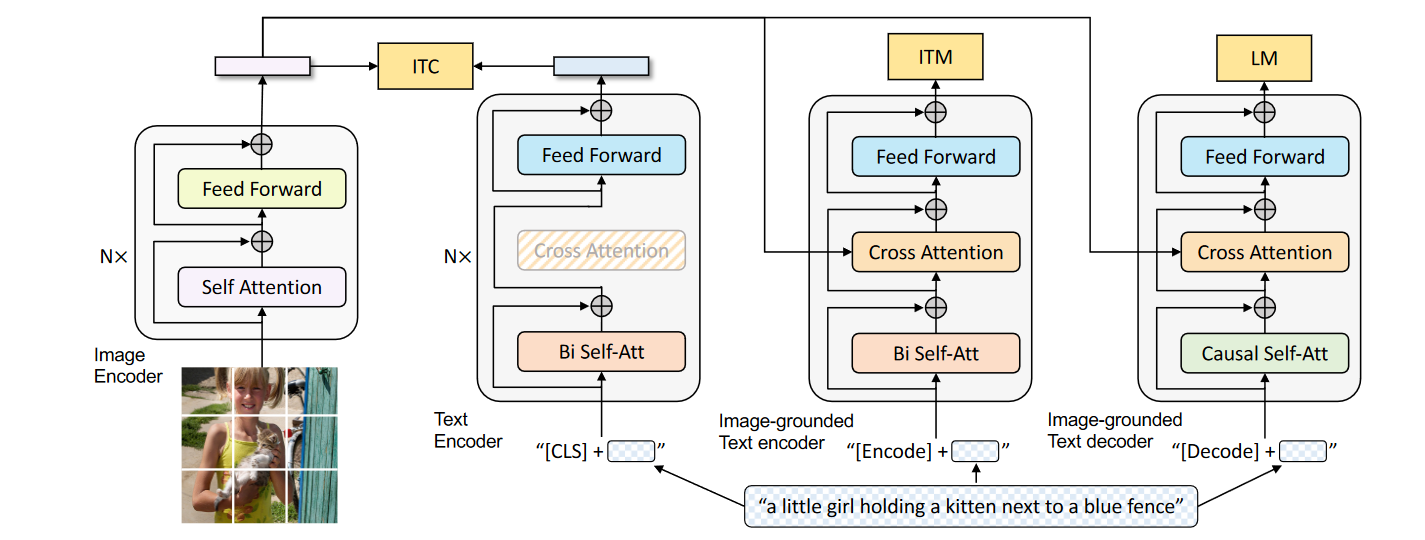 ITC
ITM
LM
Feed Forward
Self Attention
N×
Image
Encoder
Feed Forward
Cross Attention
Bi Self-Att
N×
Text
Encoder
"[CLS] + "
Feed Forward
Cross Attention
Bi Self-Att
Image-grounded
Text encoder
"[Encode] + "
Feed Forward
Cross Attention
Causal Self-Att
Image-grounded
Text decoder
"[Decode] + "
"a little girl holding a kitten next to a blue fence"